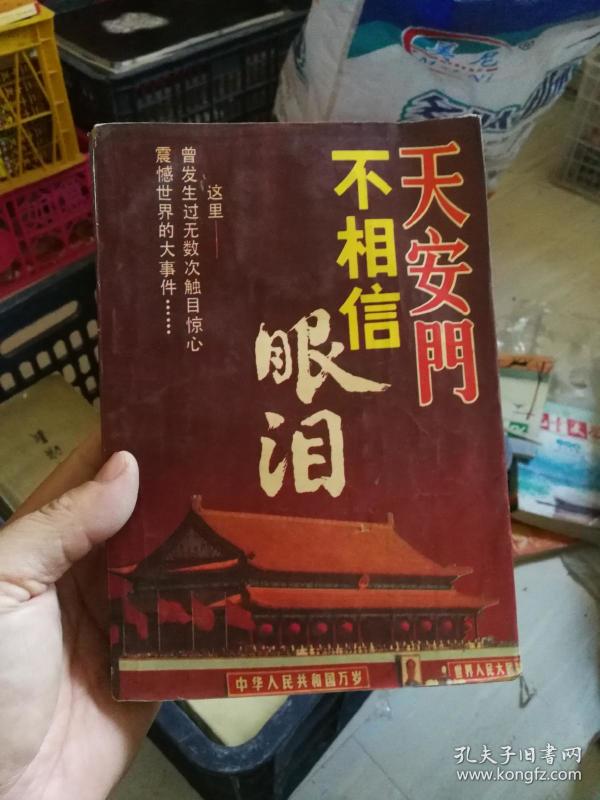 天安門
不相信
眼泪
这里——
曾发生过无数次触目惊心
震憾世界的大事件……
中华人民共和国万岁
世界人民大团
孔夫子旧書网
www.kongfz.com